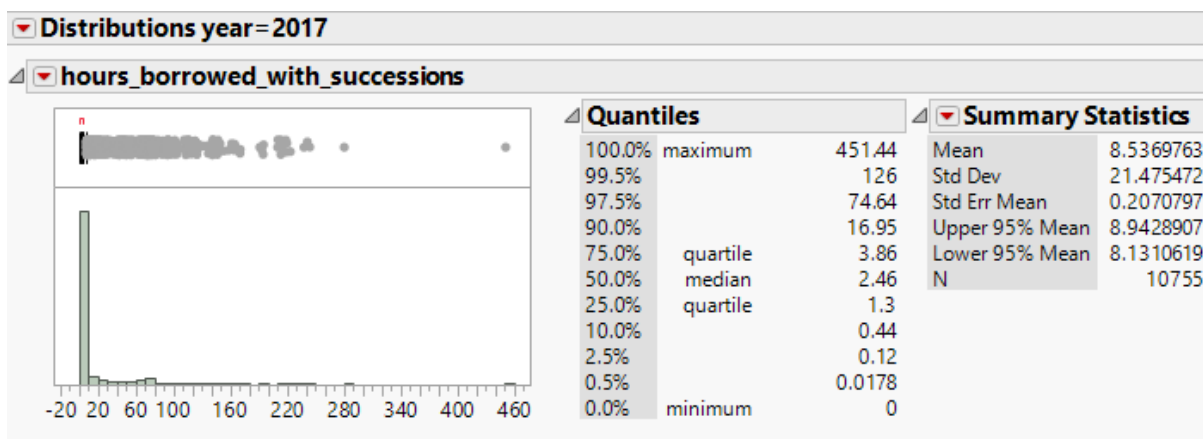 Distributions year=2017
hours_borrowed_with_successions
n
-20 20 60 100 160 220 280 340 400 460
Quantiles
100.0% maximum 451.44
99.5% 126
97.5% 74.64
90.0% 16.95
75.0% quartile 3.86
50.0% median 2.46
25.0% quartile 1.3
10.0% 0.44
2.5% 0.12
0.5% 0.0178
0.0% minimum 0
Summary Statistics
Mean 8.5369763
Std Dev 21.475472
Std Err Mean 0.2070797
Upper 95% Mean 8.9428907
Lower 95% Mean 8.1310619
N 10755